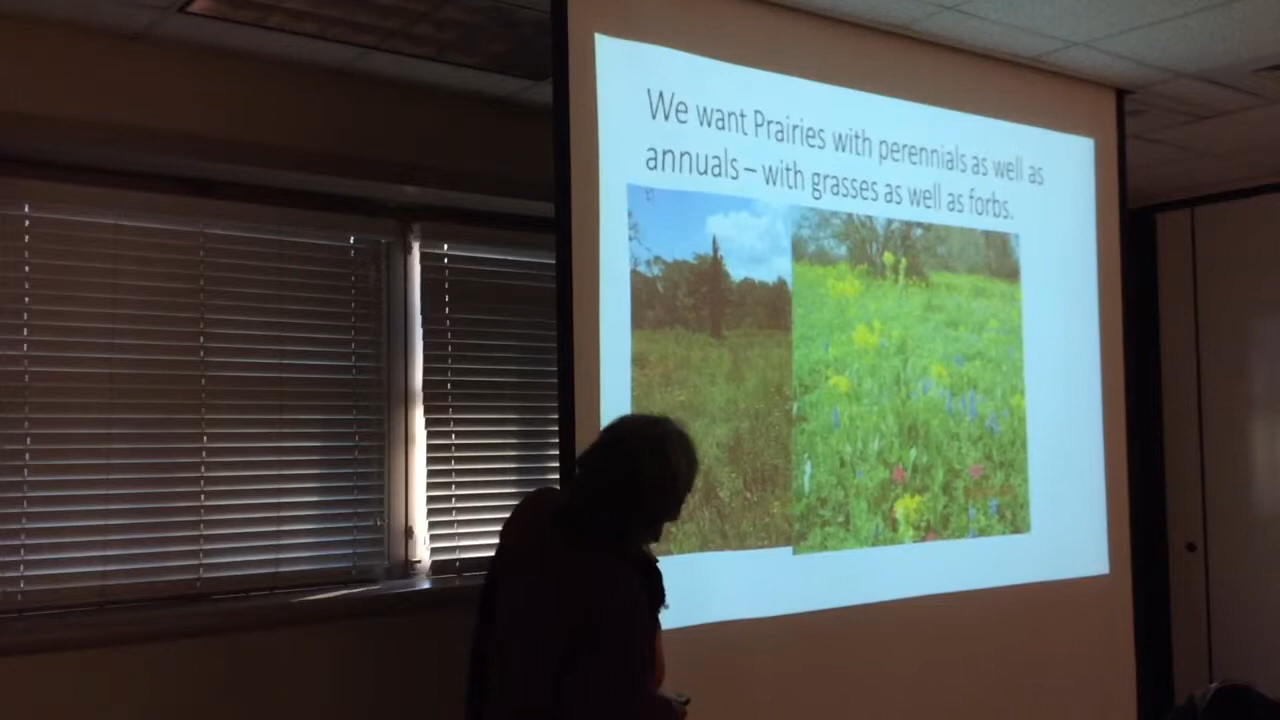 We want Prairies with perennials as well as
annuals – with grasses as well as forbs.